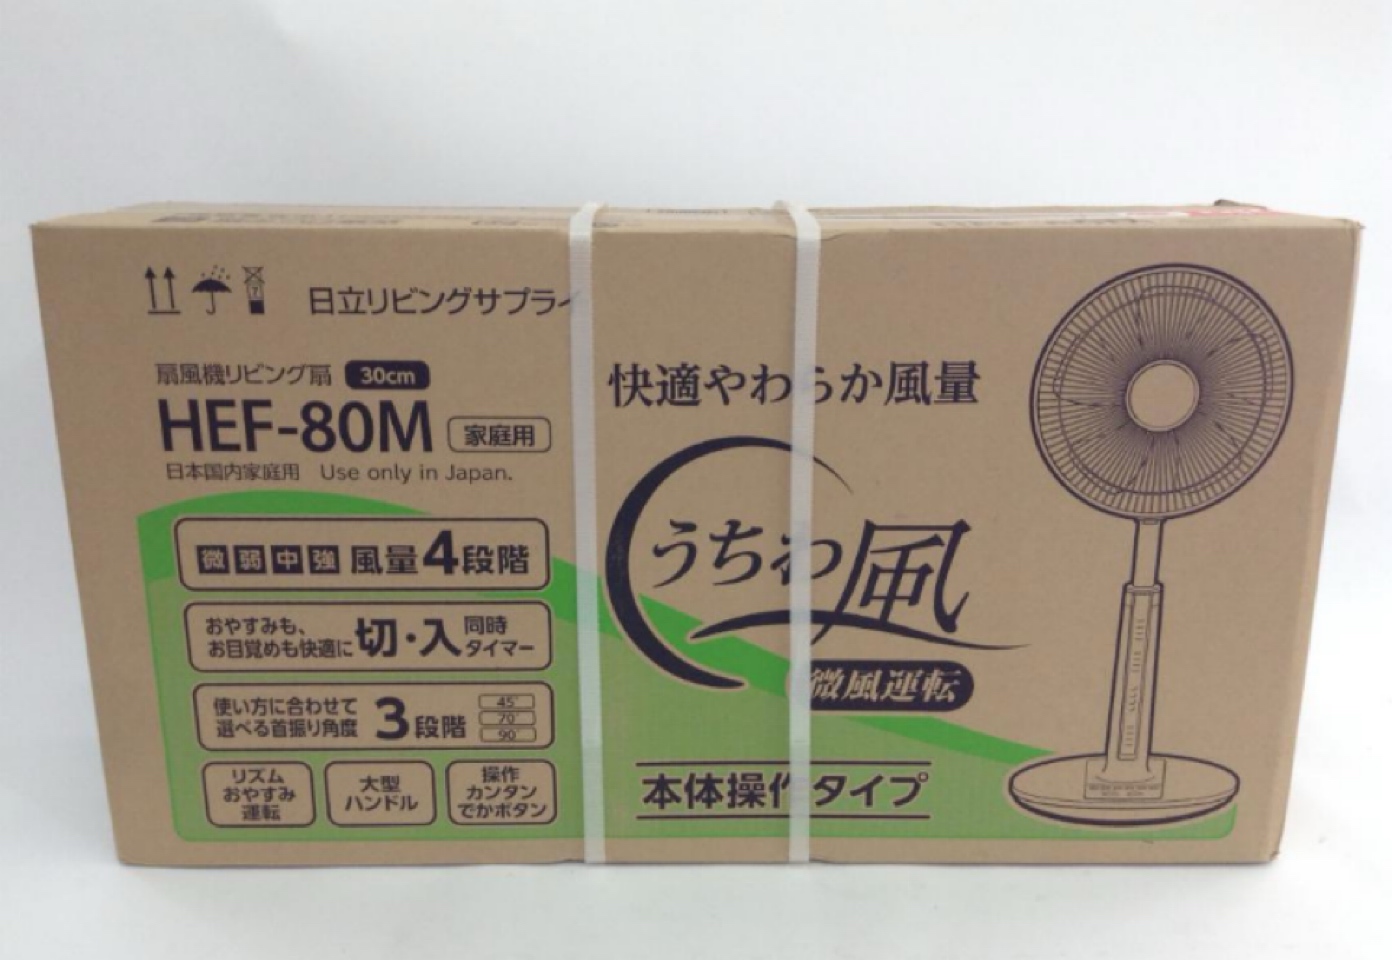 日立リビングサプライ
扇風機リビング扇 30cm
HEF-80M 家庭用
日本国内家庭用 Use only in Japan.
微 弱 中 強 風量4段階
おやすみも、
お目覚めも快適に 切・入 同時
タイマー
使い方に合わせて
選べる首振り角度 3段階
45°
70°
90°
リズム
おやすみ
運転
大型
ハンドル
操作
カンタン
でかボタン
快適やわらか風量
うちわ風
微風運転
本体操作タイプ